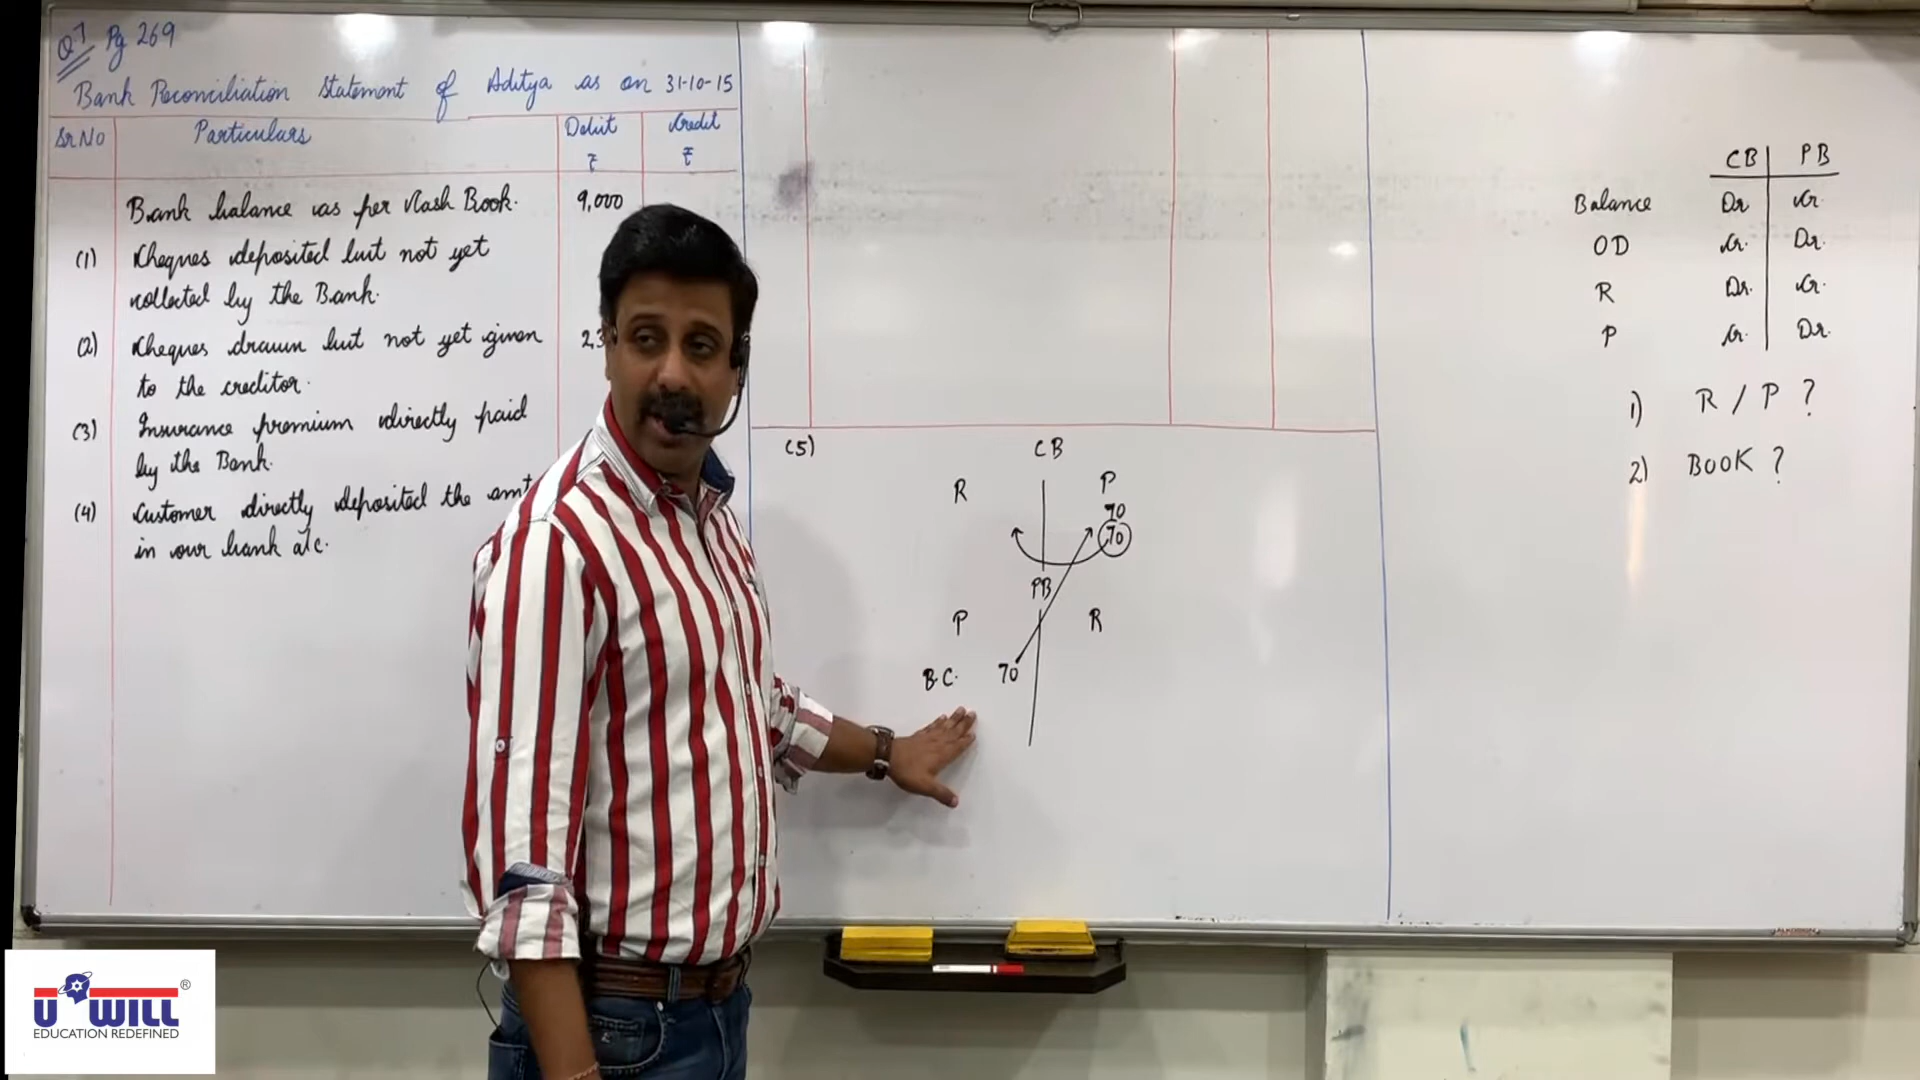 Q7 Pg 269
Bank Reconciliation Statement of Aditya as on 31-10-15
Sr No Particulars Debit ₹ Credit ₹
Bank balance as per Cash Book. 9,000
(1) Cheques deposited but not yet
collected by the Bank.
(2) Cheques drawn but not yet given 2,3
to the creditor.
(3) Insurance premium directly paid
by the Bank.
(4) Customer directly deposited the amt
in our bank a/c.
(5) CB
R P
70
70
PB
P R
B.C. 70
CB PB
Balance Dr Cr.
OD Cr. Dr.
R Dr. Cr.
P Cr. Dr.
1) R / P ?
2) BOOK ?
U WILL ®
EDUCATION REDEFINED